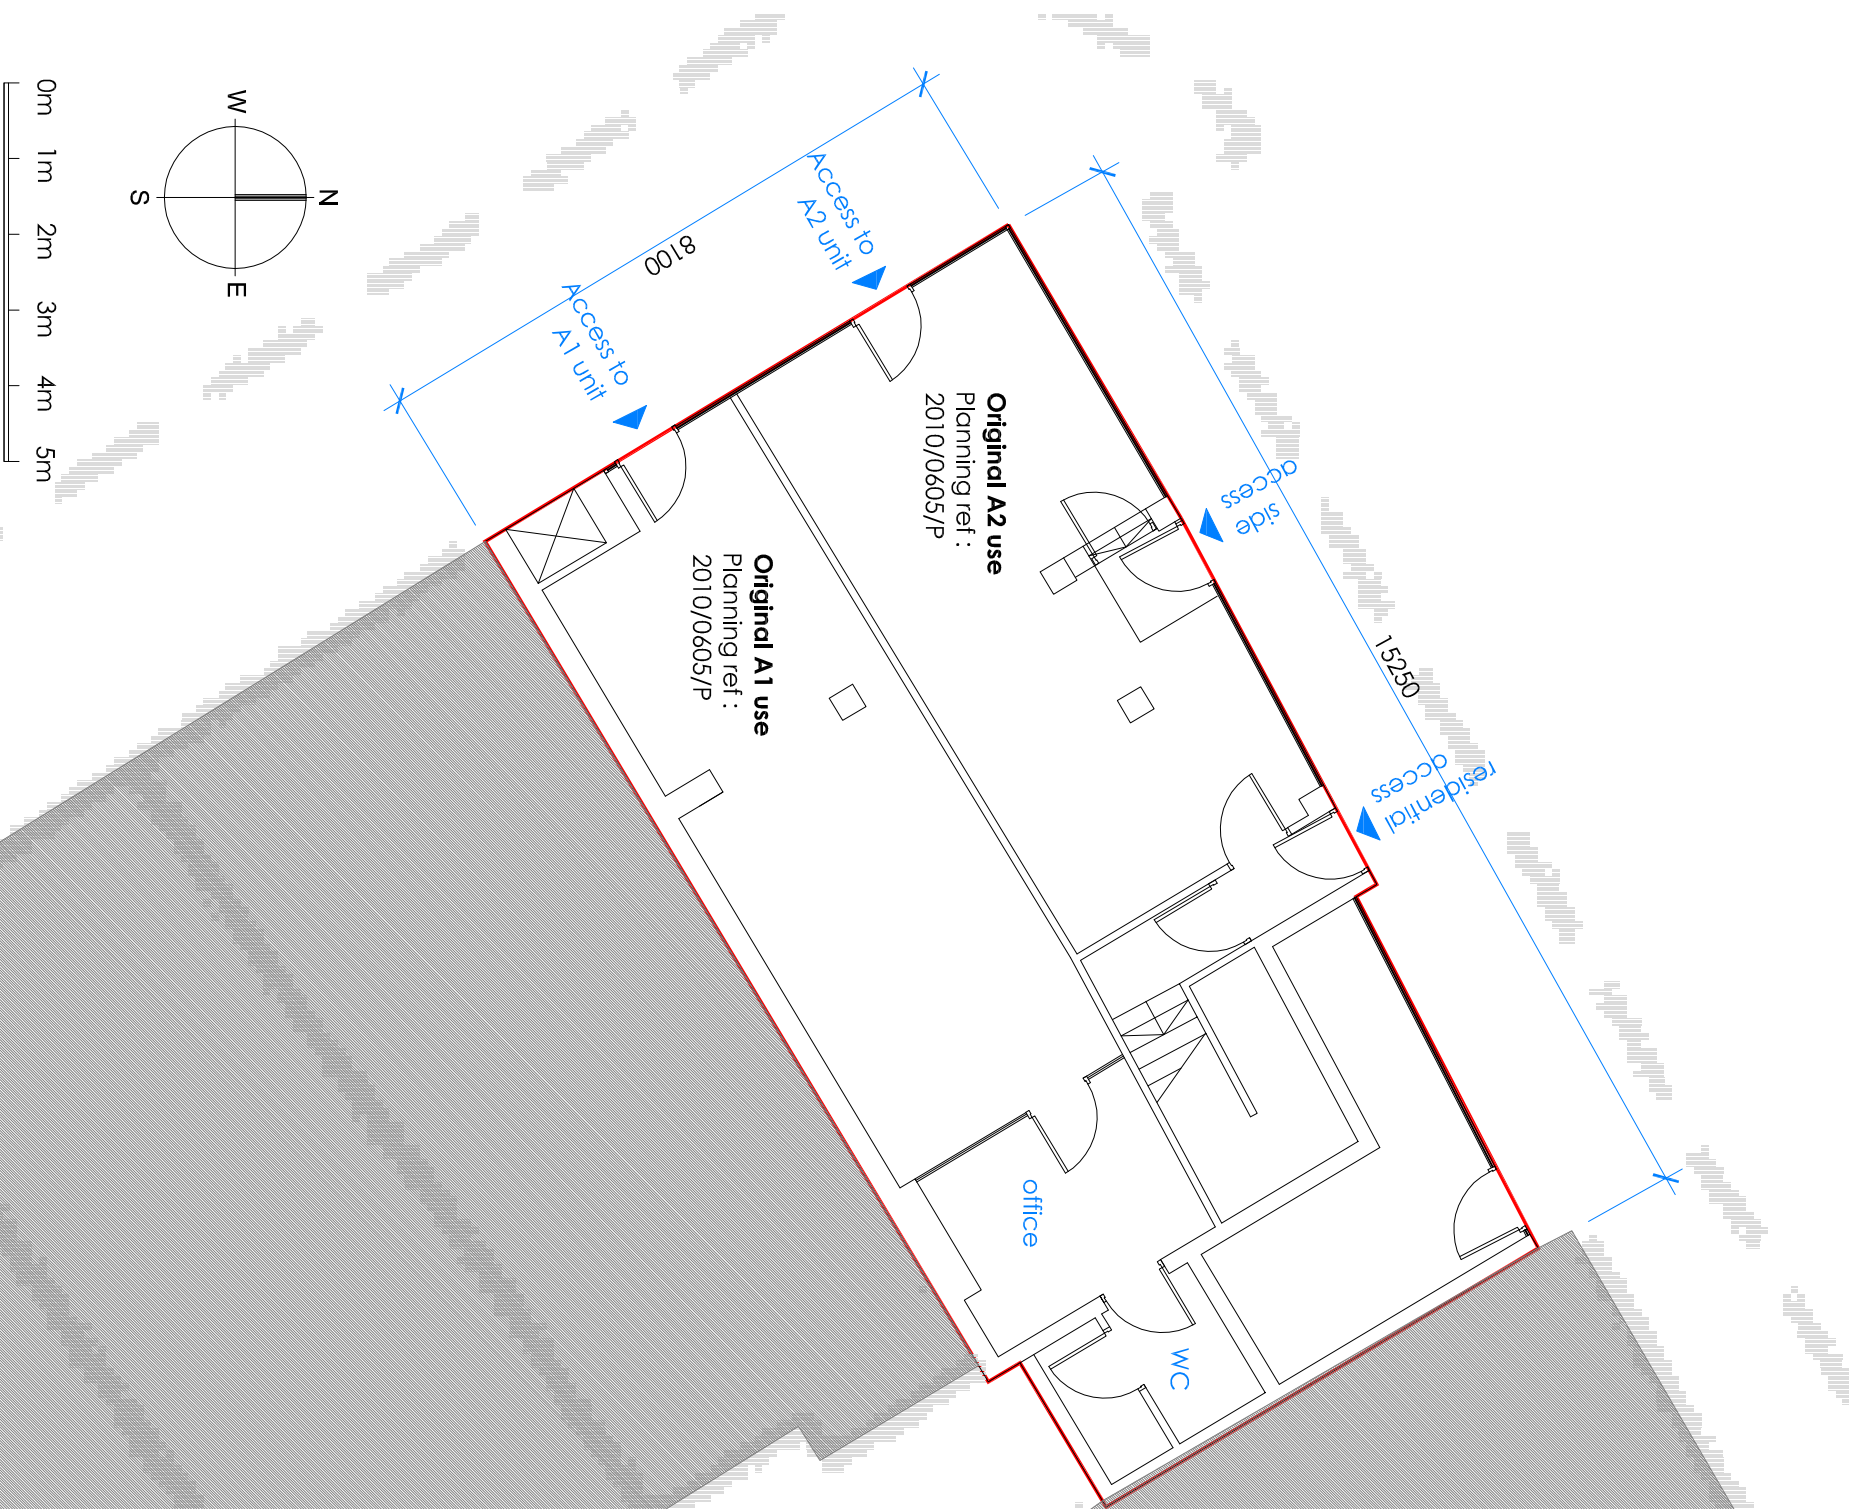 0m
1m
2m
3m
4m
5m
W
N
S
E
8100
Access to
A2 unit
Access to
A1 unit
Original A2 use
Planning ref :
2010/0605/P
Original A1 use
Planning ref :
2010/0605/P
side
access
15250
residential
access
Office
WC